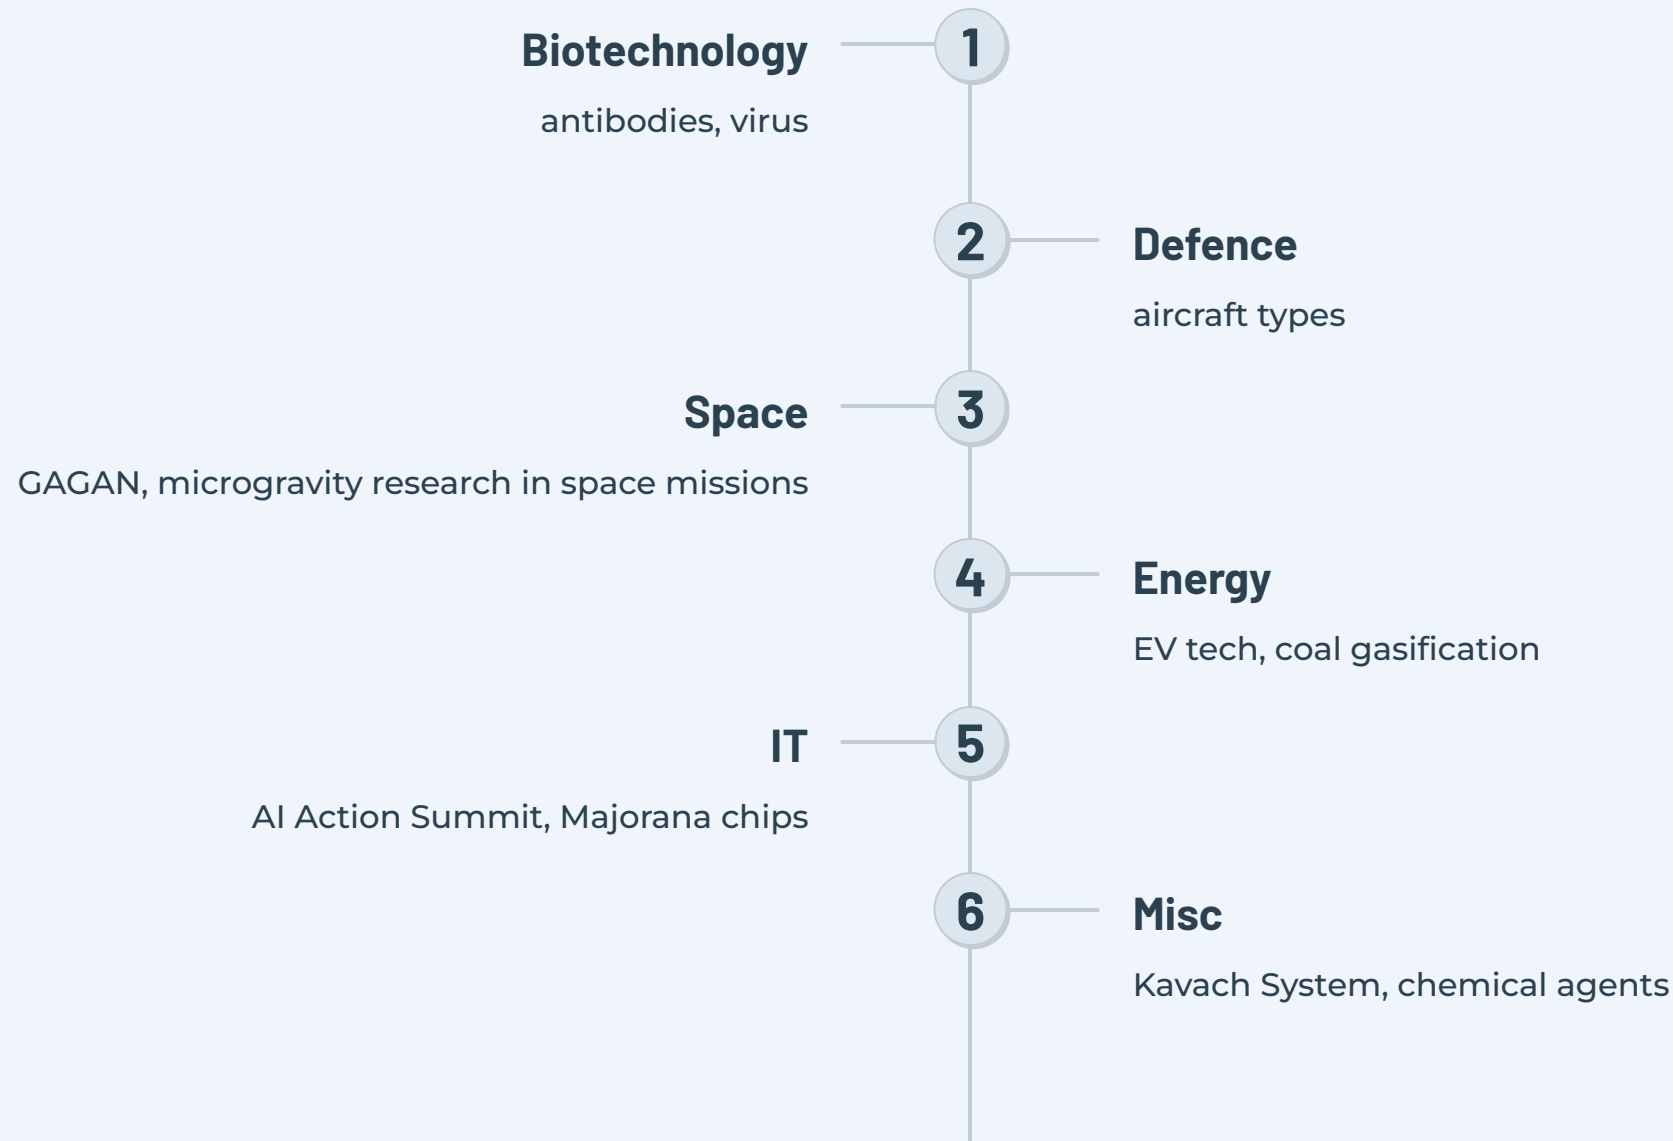 Biotechnology
1
antibodies, virus
2
Defence
aircraft types
Space
3
GAGAN, microgravity research in space missions
4
Energy
EV tech, coal gasification
IT
5
AI Action Summit, Majorana chips
6
Misc
Kavach System, chemical agents